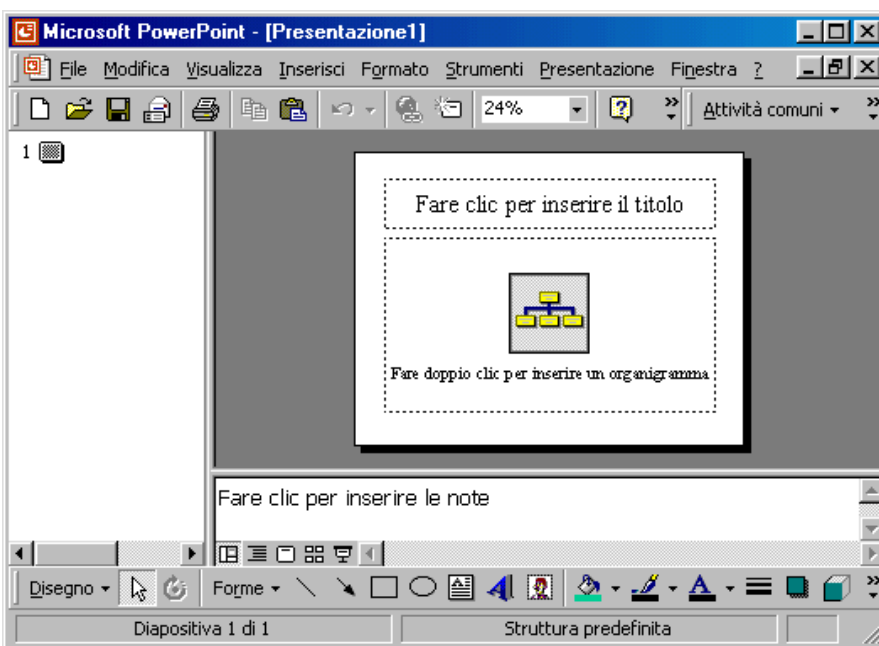 Microsoft PowerPoint - [Presentazione1]
File Modifica Visualizza Inserisci Formato Strumenti Presentazione Finestra ?
24% Attività comuni
1
Fare clic per inserire il titolo
Fare doppio clic per inserire un organigramma
Fare clic per inserire le note
Disegno Forme
Diapositiva 1 di 1 Struttura predefinita